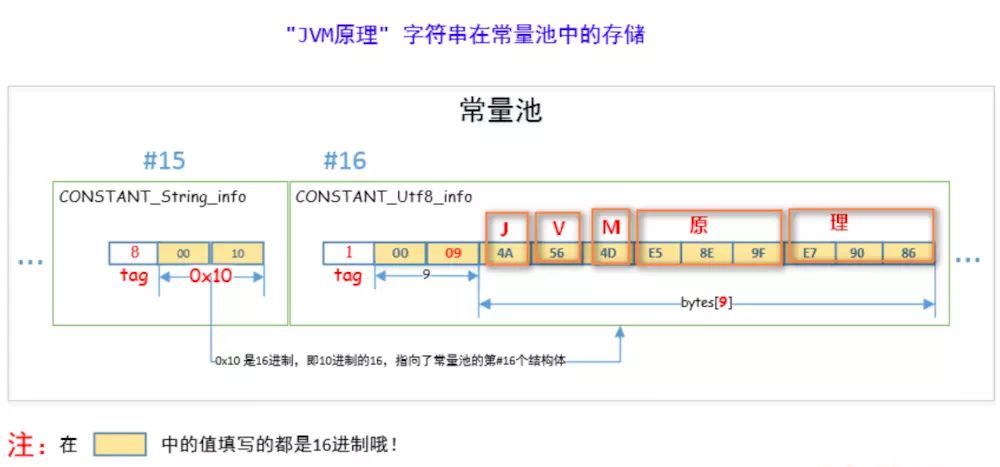 "JVM原理" 字符串在常量池中的存储
常量池
#15 #16
CONSTANT_String_info CONSTANT_Utf8_info
J V M 原 理
... 8 00 10 1 00 09 4A 56 4D E5 8E 9F E7 90 86 ...
tag 0x10 tag 9
bytes[9]
0x10 是16进制，即10进制的16，指向了常量池的第#16个结构体
注：在 中的值填写的都是16进制哦！